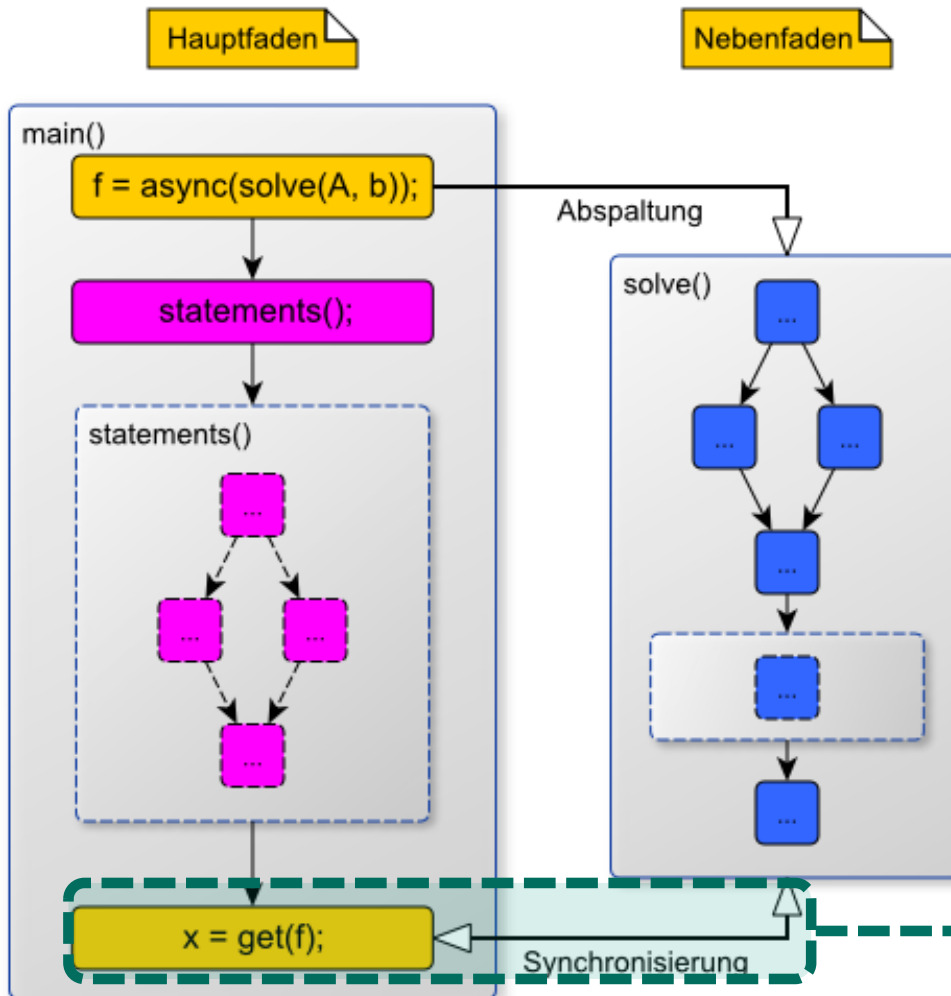 Hauptfaden
Nebenfaden
main()
f = async(solve(A, b));
Abspaltung
statements();
solve()
...
... ...
...
...
...
statements()
...
... ...
...
x = get(f);
Synchronisierung